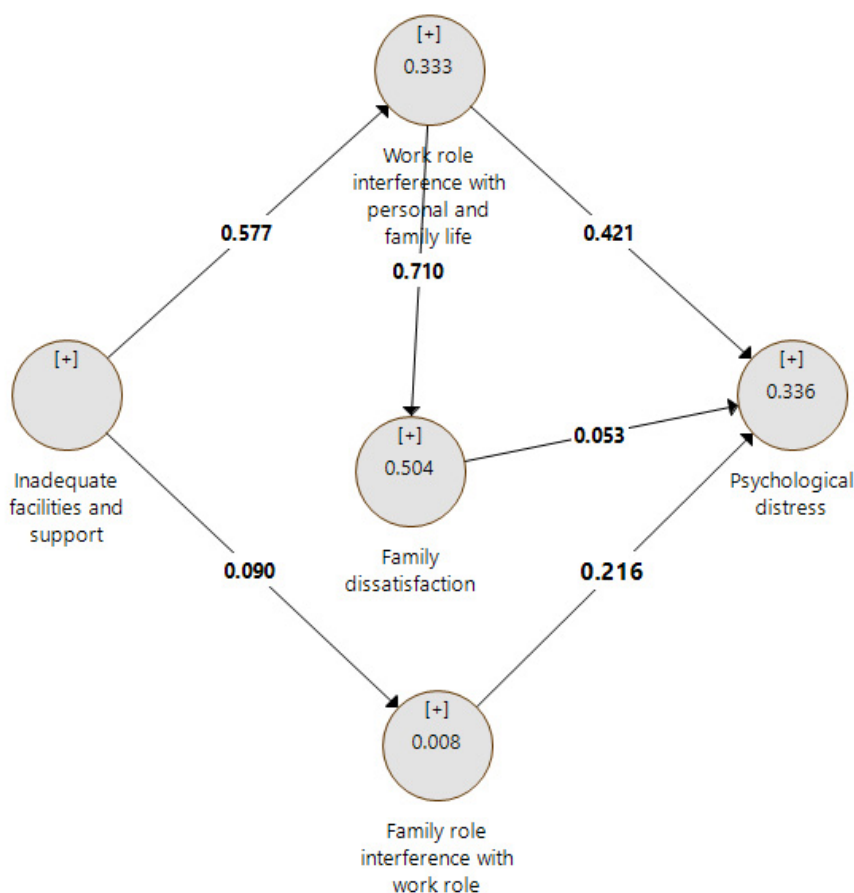 [+]
0.333
Work role
interference with
personal and
family life
0.577
0.421
0.710
[+]
Inadequate
facilities and
support
[+]
0.336
Psychological
distress
[+]
0.504
Family
dissatisfaction
0.053
0.090
0.216
[+]
0.008
Family role
interference with
work role